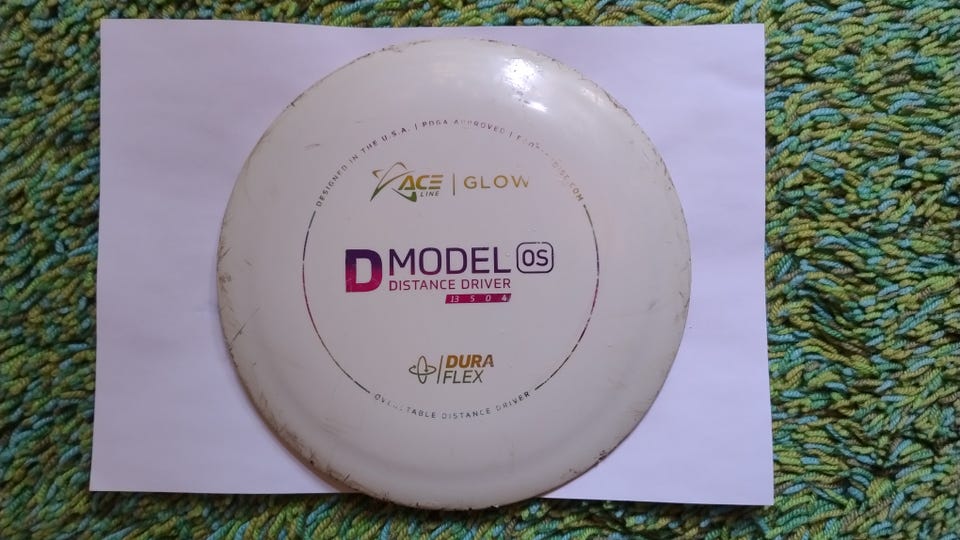 DESIGNED IN THE U.S.A. | PDGA APPROVED |
ACE LINE | GLOW
D MODEL OS
DISTANCE DRIVER
13 5 0 4
DURA
FLEX
DISTANCE DRIVER